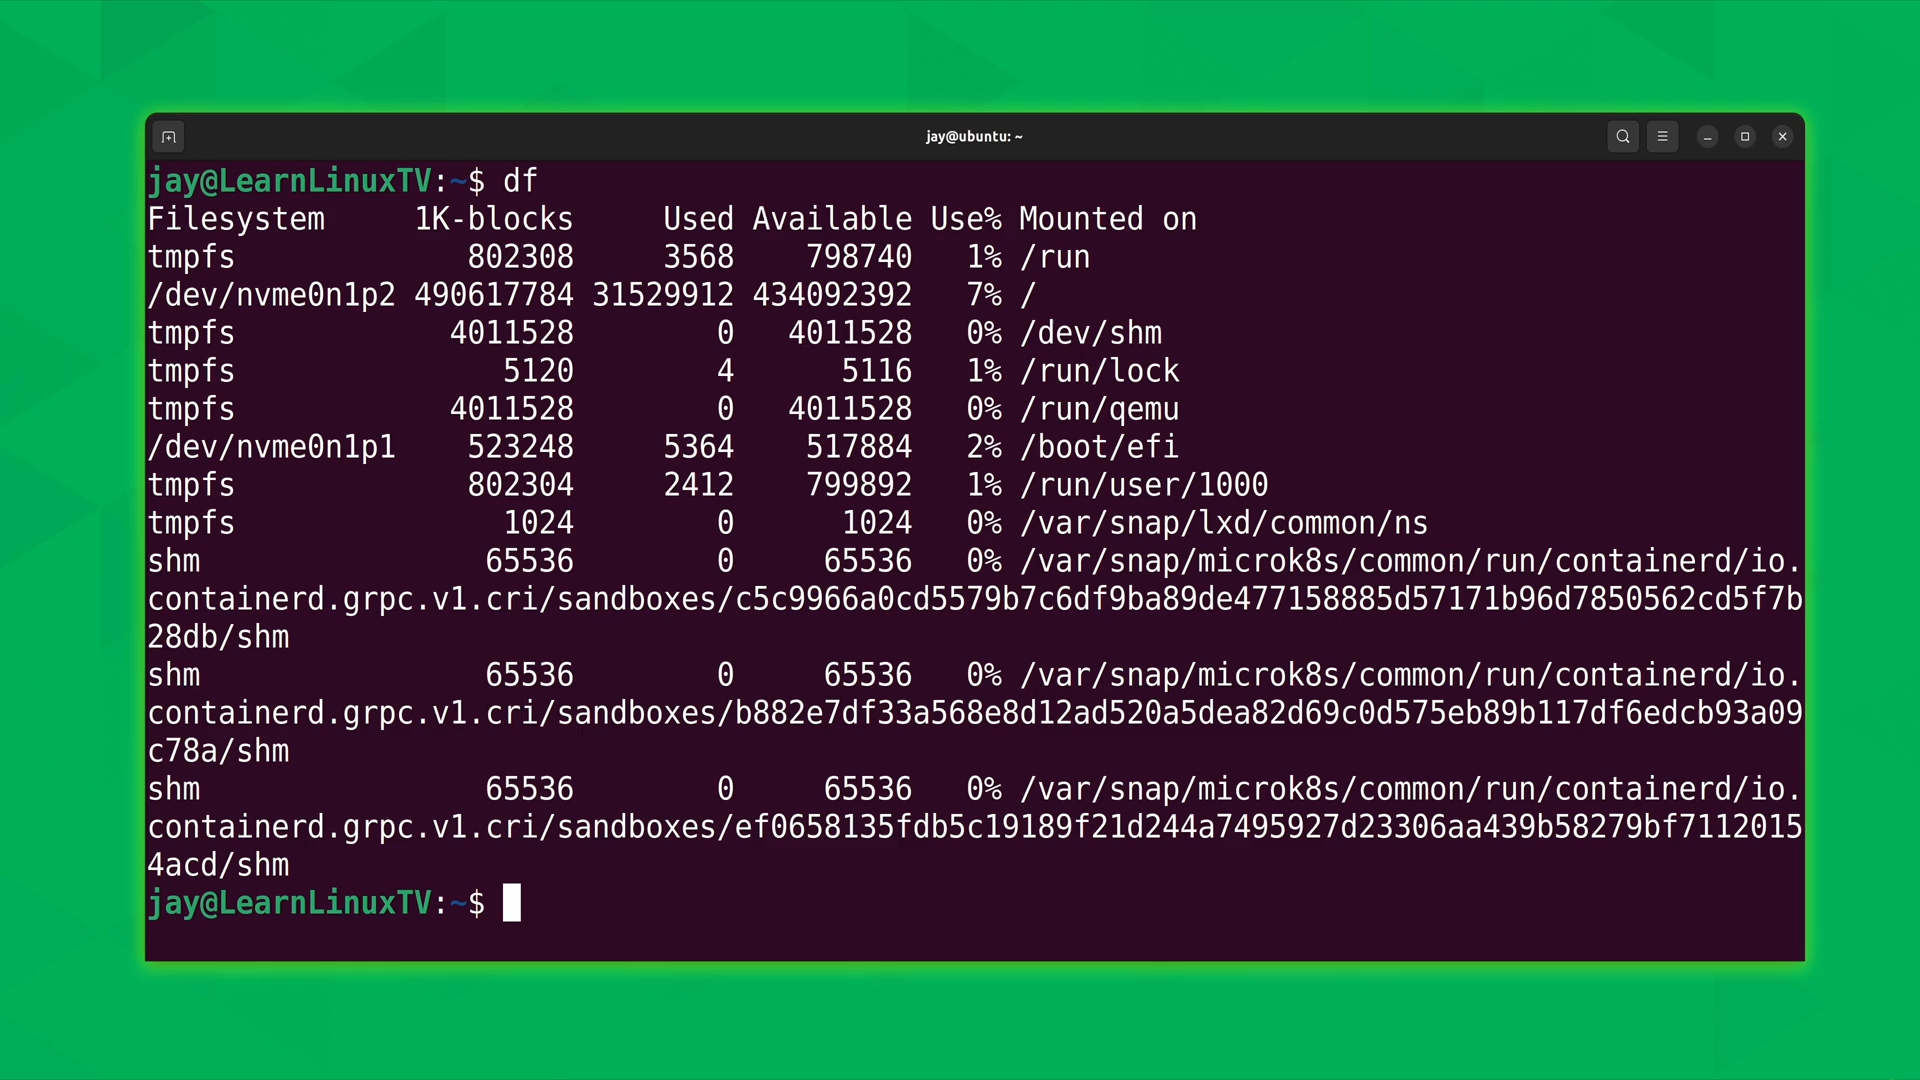 jay@ubuntu: ~
jay@LearnLinuxTV:~$ df
Filesystem     1K-blocks     Used Available Use% Mounted on
tmpfs             802308     3568    798740   1% /run
/dev/nvme0n1p2 490617784 31529912 434092392   7% /
tmpfs            4011528        0   4011528   0% /dev/shm
tmpfs               5120        4      5116   1% /run/lock
tmpfs            4011528        0   4011528   0% /run/qemu
/dev/nvme0n1p1    523248     5364    517884   2% /boot/efi
tmpfs             802304     2412    799892   1% /run/user/1000
tmpfs               1024        0      1024   0% /var/snap/lxd/common/ns
shm                65536        0     65536   0% /var/snap/microk8s/common/run/containerd/io.
containerd.grpc.v1.cri/sandboxes/c5c9966a0cd5579b7c6df9ba89de477158885d57171b96d7850562cd5f7b
28db/shm
shm                65536        0     65536   0% /var/snap/microk8s/common/run/containerd/io.
containerd.grpc.v1.cri/sandboxes/b882e7df33a568e8d12ad520a5dea82d69c0d575eb89b117df6edcb93a09
c78a/shm
shm                65536        0     65536   0% /var/snap/microk8s/common/run/containerd/io.
containerd.grpc.v1.cri/sandboxes/ef0658135fdb5c19189f21d244a7495927d23306aa439b58279bf7112015
4acd/shm
jay@LearnLinuxTV:~$